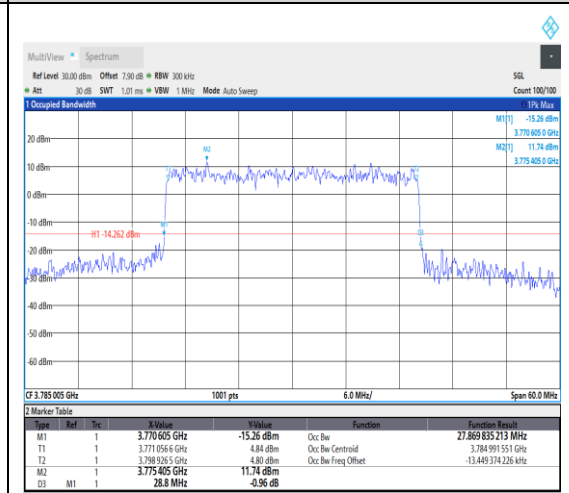 MultiView Spectrum
Ref Level 30.00 dBm Offset 7.90 dB RBW 300 kHz SGL
Att 30 dB SWT 1.01 ms VBW 1 MHz Mode Auto Sweep Count 100/100
1 Occupied Bandwidth 1Pk Max
M1[1] -15.26 dBm
3.770 605 0 GHz
M2[1] 11.74 dBm
3.775 405 0 GHz
20 dBm
M2
10 dBm
T1 T2
0 dBm
-10 dBm
M1
H1 -14.262 dBm
D3
-20 dBm
-30 dBm
-40 dBm
-50 dBm
-60 dBm
CF 3.785 005 GHz 1001 pts 6.0 MHz/ Span 60.0 MHz
2 Marker Table
Type Ref Trc X-Value Y-Value Function Function Result
M1 1 3.770 605 GHz -15.26 dBm Occ Bw 27.869 835 213 MHz
T1 1 3.771 056 6 GHz 4.84 dBm Occ Bw Centroid 3.784 991 551 GHz
T2 1 3.798 926 5 GHz 4.80 dBm Occ Bw Freq Offset -13.449 374 226 kHz
M2 1 3.775 405 GHz 11.74 dBm
D3 M1 1 28.8 MHz -0.96 dB